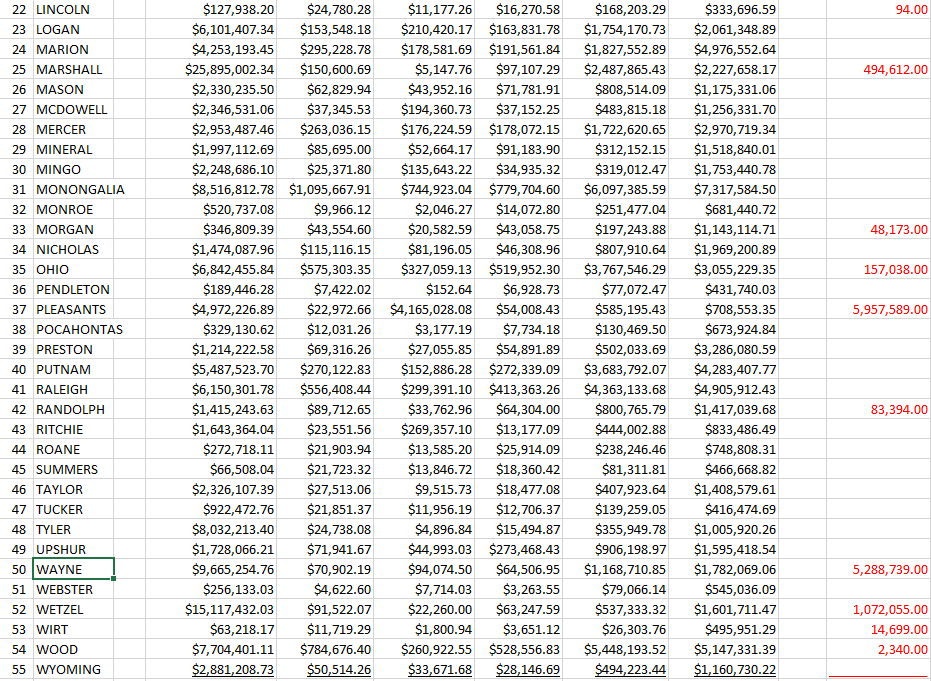 22 LINCOLN $127,938.20 $24,780.28 $11,177.26 $16,270.58 $168,203.29 $333,696.59 94.00
23 LOGAN $6,101,407.34 $153,548.18 $210,420.17 $163,831.78 $1,754,170.73 $2,061,348.89
24 MARION $4,253,193.45 $295,228.78 $178,581.69 $191,561.84 $1,827,552.89 $4,976,552.64
25 MARSHALL $25,895,002.34 $150,600.69 $5,147.76 $97,107.29 $2,487,865.43 $2,227,658.17 494,612.00
26 MASON $2,330,235.50 $62,829.94 $43,952.16 $71,781.91 $808,514.09 $1,175,331.06
27 MCDOWELL $2,346,531.06 $37,345.53 $194,360.73 $37,152.25 $483,815.18 $1,256,331.70
28 MERCER $2,953,487.46 $263,036.15 $176,224.59 $178,072.15 $1,722,620.65 $2,970,719.34
29 MINERAL $1,997,112.69 $85,695.00 $52,664.17 $91,183.90 $312,152.15 $1,518,840.01
30 MINGO $2,248,686.10 $25,371.80 $135,643.22 $34,935.32 $319,012.47 $1,753,440.78
31 MONONGALIA $8,516,812.78 $1,095,667.91 $744,923.04 $779,704.60 $6,097,385.59 $7,317,584.50
32 MONROE $520,737.08 $9,966.12 $2,046.27 $14,072.80 $251,477.04 $681,440.72
33 MORGAN $346,809.39 $43,554.60 $20,582.59 $43,058.75 $197,243.88 $1,143,114.71 48,173.00
34 NICHOLAS $1,474,087.96 $115,116.15 $81,196.05 $46,308.96 $807,910.64 $1,969,200.89
35 OHIO $6,842,455.84 $575,303.35 $327,059.13 $519,952.30 $3,767,546.29 $3,055,229.35 157,038.00
36 PENDLETON $189,446.28 $7,422.02 $152.64 $6,928.73 $77,072.47 $431,740.03
37 PLEASANTS $4,972,226.89 $22,972.66 $4,165,028.08 $54,008.43 $585,195.43 $708,553.35 5,957,589.00
38 POCAHONTAS $329,130.62 $12,031.26 $3,177.19 $7,734.18 $130,469.50 $673,924.84
39 PRESTON $1,214,222.58 $69,316.26 $27,055.85 $54,891.89 $502,033.69 $3,286,080.59
40 PUTNAM $5,487,523.70 $270,122.83 $152,886.28 $272,339.09 $3,683,792.07 $4,283,407.77
41 RALEIGH $6,150,301.78 $556,408.44 $299,391.10 $413,363.26 $4,363,133.68 $4,905,912.43
42 RANDOLPH $1,415,243.63 $89,712.65 $33,762.96 $64,304.00 $800,765.79 $1,417,039.68 83,394.00
43 RITCHIE $1,643,364.04 $23,551.56 $269,357.10 $13,177.09 $444,002.88 $833,486.49
44 ROANE $272,718.11 $21,903.94 $13,585.20 $25,914.09 $238,246.46 $748,808.31
45 SUMMERS $66,508.04 $21,723.32 $13,846.72 $18,360.42 $81,311.81 $466,668.82
46 TAYLOR $2,326,107.39 $27,513.06 $9,515.73 $18,477.08 $407,923.64 $1,408,579.61
47 TUCKER $922,472.76 $21,851.37 $11,956.19 $12,706.37 $139,259.05 $416,474.69
48 TYLER $8,032,213.40 $24,738.08 $4,896.84 $15,494.87 $355,949.78 $1,005,920.26
49 UPSHUR $1,728,066.21 $71,941.67 $44,993.03 $273,468.43 $906,198.97 $1,595,418.54
50 WAYNE $9,665,254.76 $70,902.19 $94,074.50 $64,506.95 $1,168,710.85 $1,782,069.06 5,288,739.00
51 WEBSTER $256,133.03 $4,622.60 $7,714.03 $3,263.55 $79,066.14 $545,036.09
52 WETZEL $15,117,432.03 $91,522.07 $22,260.00 $63,247.59 $537,333.32 $1,601,711.47 1,072,055.00
53 WIRT $63,218.17 $11,719.29 $1,800.94 $3,651.12 $26,303.76 $495,951.29 14,699.00
54 WOOD $7,704,401.11 $784,676.40 $260,922.55 $528,556.83 $5,448,193.52 $5,147,331.39 2,340.00
55 WYOMING $2,881,208.73 $50,514.26 $33,671.68 $28,146.69 $494,223.44 $1,160,730.22